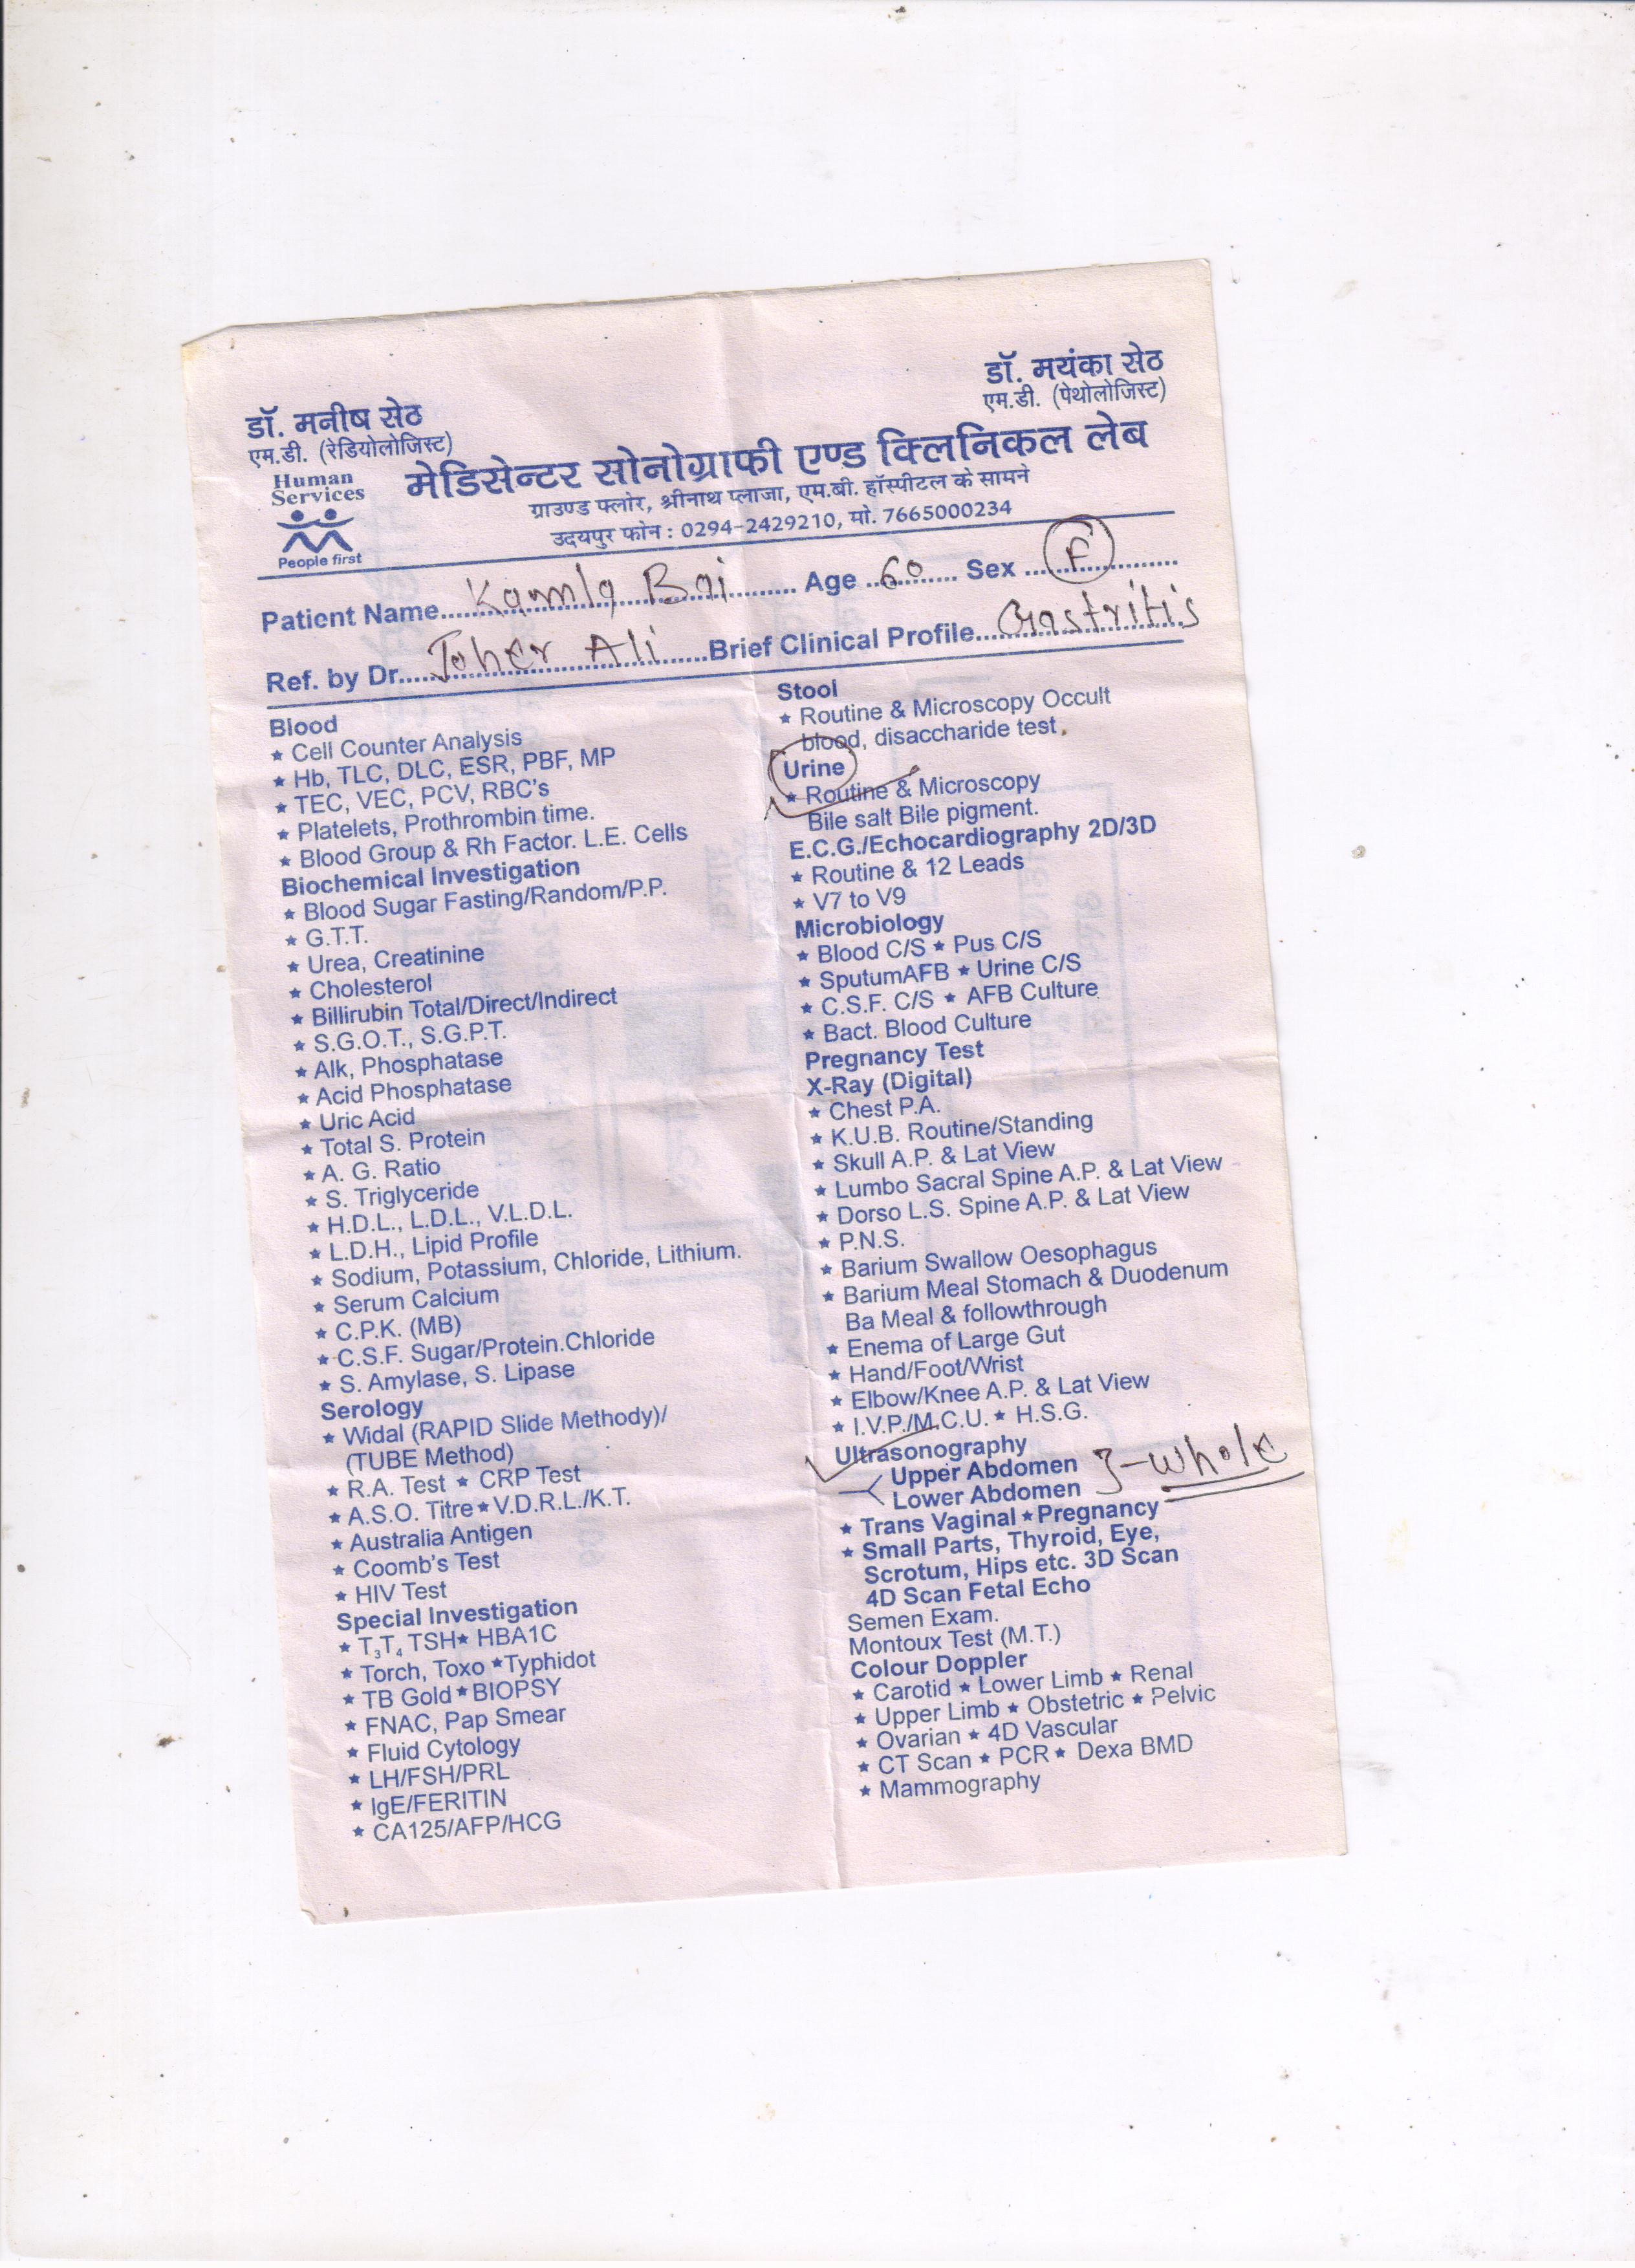 डॉ. मनीष सेठ
एम.डी. (रेडियोलोजिस्ट)
डॉ. मयंका सेठ
एम.डी. (पेथोलोजिस्ट)
Human
Services
People first
मेडिसेन्टर सोनोग्राफी एण्ड क्लिनिकल लेब
ग्राउण्ड फ्लोर, श्रीनाथ प्लाजा, एम.बी. हॉस्पीटल के सामने
उदयपुर फोन : 0294-2429210, मो. 7665000234
Patient Name Kamla Bai Age 60 Sex F
Ref. by Dr. Joher Ali Brief Clinical Profile Gastritis
Blood
★ Cell Counter Analysis
★ Hb, TLC, DLC, ESR, PBF, MP
★ TEC, VEC, PCV, RBC's
★ Platelets, Prothrombin time.
★ Blood Group & Rh Factor. L.E. Cells
Biochemical Investigation
★ Blood Sugar Fasting/Random/P.P.
★ G.T.T.
★ Urea, Creatinine
★ Cholesterol
★ Billirubin Total/Direct/Indirect
★ S.G.O.T., S.G.P.T.
★ Alk, Phosphatase
★ Acid Phosphatase
★ Uric Acid
★ Total S. Protein
★ A. G. Ratio
★ S. Triglyceride
★ H.D.L., L.D.L., V.L.D.L.
★ L.D.H., Lipid Profile
★ Sodium, Potassium, Chloride, Lithium.
★ Serum Calcium
★ C.P.K. (MB)
★ C.S.F. Sugar/Protein.Chloride
★ S. Amylase, S. Lipase
Serology
★ Widal (RAPID Slide Methody)/
(TUBE Method)
★ R.A. Test ★ CRP Test
★ A.S.O. Titre ★ V.D.R.L./K.T.
★ Australia Antigen
★ Coomb's Test
★ HIV Test
Special Investigation
★ T3T4 TSH ★ HBA1C
★ Torch, Toxo ★ Typhidot
★ TB Gold ★ BIOPSY
★ FNAC, Pap Smear
★ Fluid Cytology
★ LH/FSH/PRL
★ IgE/FERITIN
★ CA125/AFP/HCG
Stool
★ Routine & Microscopy Occult
blood, disaccharide test,
Urine
★ Routine & Microscopy
Bile salt Bile pigment.
E.C.G./Echocardiography 2D/3D
★ Routine & 12 Leads
★ V7 to V9
Microbiology
★ Blood C/S ★ Pus C/S
★ SputumAFB ★ Urine C/S
★ C.S.F. C/S ★ AFB Culture
★ Bact. Blood Culture
Pregnancy Test
X-Ray (Digital)
★ Chest P.A.
★ K.U.B. Routine/Standing
★ Skull A.P. & Lat View
★ Lumbo Sacral Spine A.P. & Lat View
★ Dorso L.S. Spine A.P. & Lat View
★ P.N.S.
★ Barium Swallow Oesophagus
★ Barium Meal Stomach & Duodenum
Ba Meal & followthrough
★ Enema of Large Gut
★ Hand/Foot/Wrist
★ Elbow/Knee A.P. & Lat View
★ I.V.P./M.C.U. ★ H.S.G.
Ultrasonography
Upper Abdomen
Lower Abdomen
whole
★ Trans Vaginal ★ Pregnancy
★ Small Parts, Thyroid, Eye,
Scrotum, Hips etc. 3D Scan
4D Scan Fetal Echo
Semen Exam.
Montoux Test (M.T.)
Colour Doppler
★ Carotid ★ Lower Limb ★ Renal
★ Upper Limb ★ Obstetric ★ Pelvic
★ Ovarian ★ 4D Vascular
★ CT Scan ★ PCR ★ Dexa BMD
★ Mammography